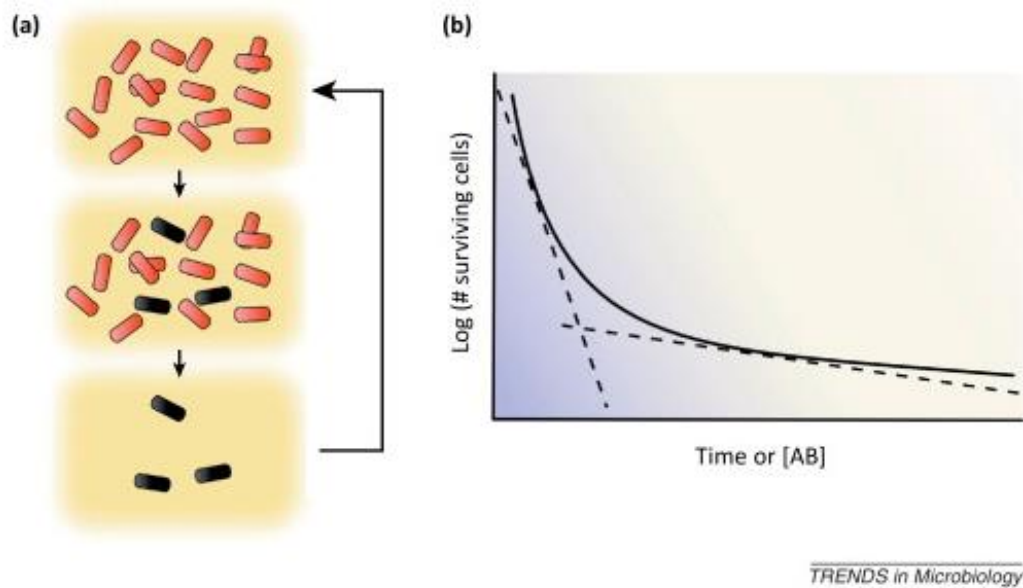 (a)
(b)
Log (# surviving cells)
Time or [AB]
TRENDS in Microbiology